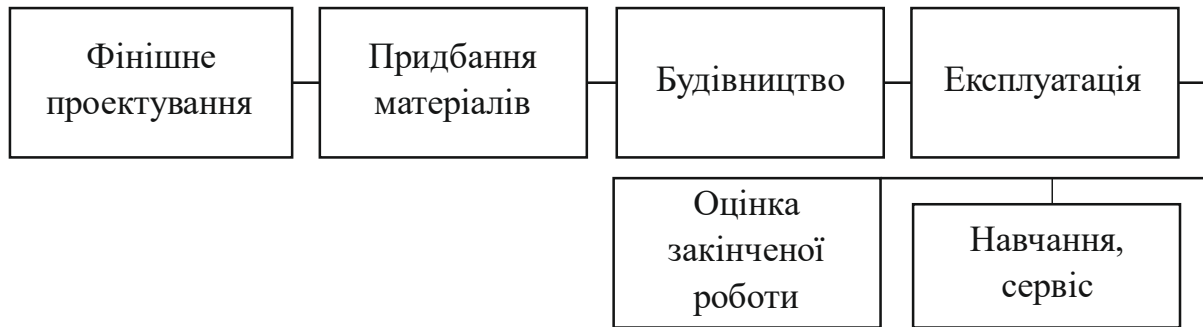 Фінішне
проектування
Придбання
матеріалів
Будівництво
Експлуатація
Оцінка
закінченої
роботи
Навчання,
сервіс